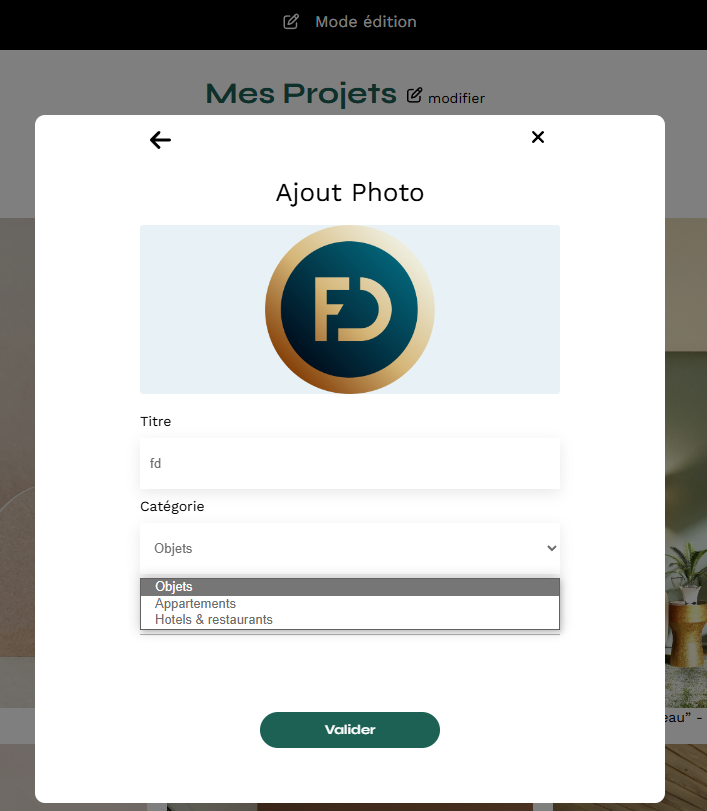 Mode édition
Mes Projets modifier
Ajout Photo
FD
Titre
fd
Catégorie
Objets
Objets
Appartements
Hotels & restaurants
eau” -
Valider